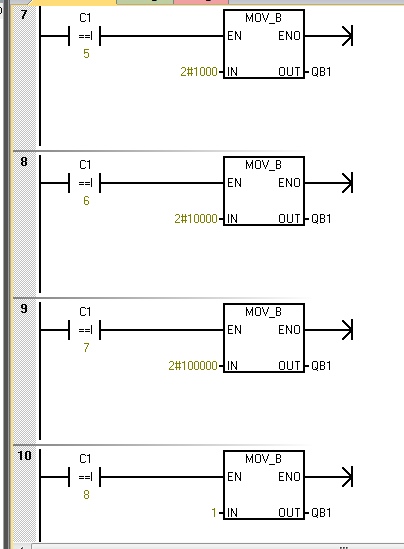 7
C1
==I
5
MOV_B
EN ENO
2#1000 IN OUT QB1
8
C1
==I
6
MOV_B
EN ENO
2#10000 IN OUT QB1
9
C1
==I
7
MOV_B
EN ENO
2#100000 IN OUT QB1
10
C1
==I
8
MOV_B
EN ENO
1 IN OUT QB1